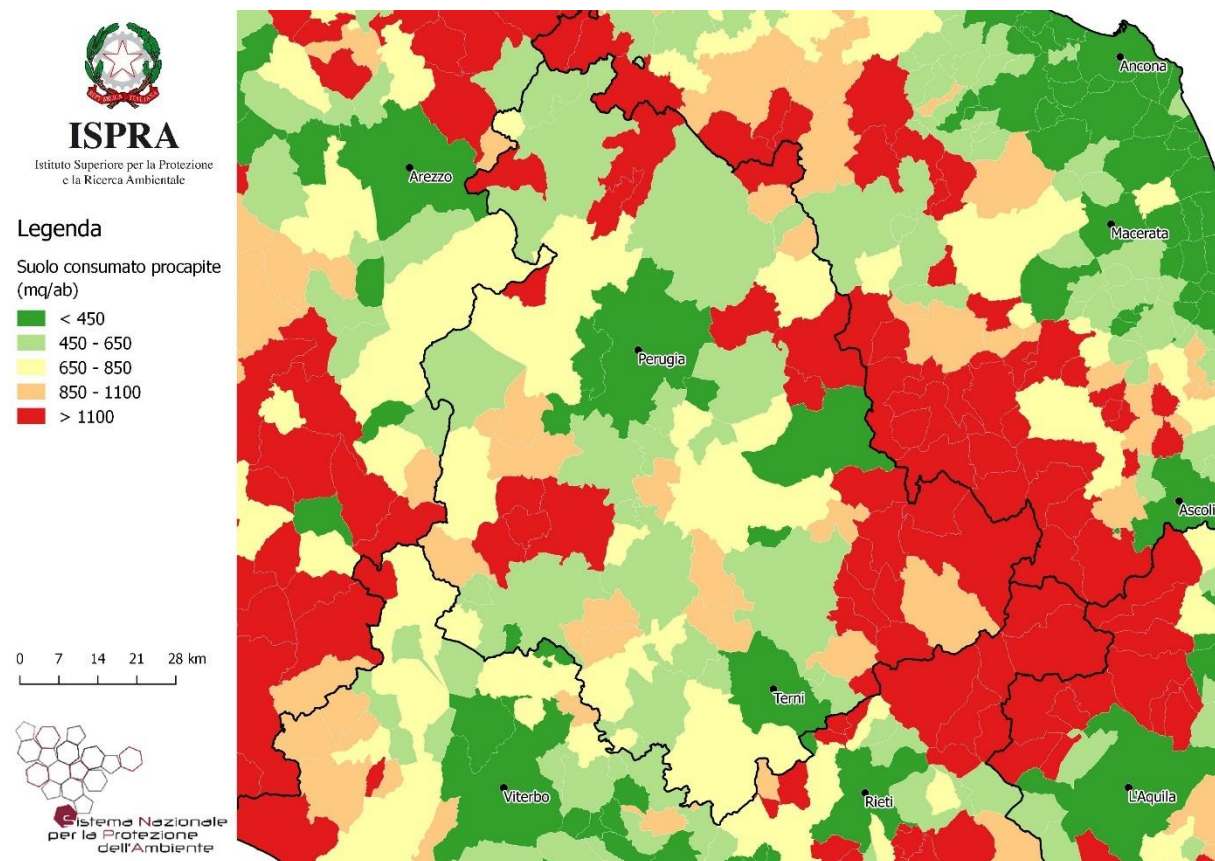 ISPRA
Istituto Superiore per la Protezione
e la Ricerca Ambientale
Legenda
Suolo consumato procapite
(mq/ab)
< 450
450 - 650
650 - 850
850 - 1100
> 1100
0 7 14 21 28 km
Sistema Nazionale
per la Protezione
dell'Ambiente
Ancona
Arezzo
Macerata
Perugia
Ascoli
Terni
Viterbo
Rieti
L'Aquila